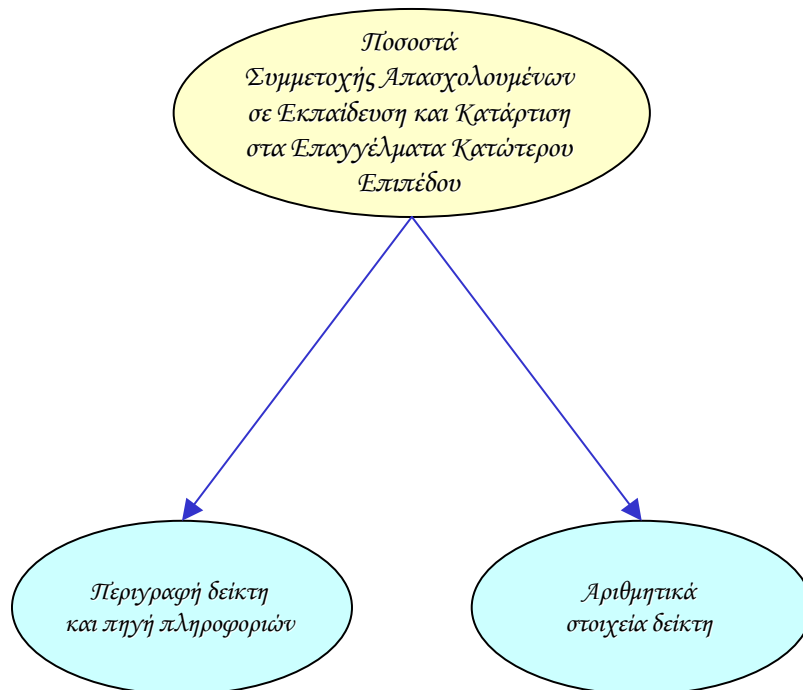 Ποσοστά
Συμμετοχής Απασχολουμένων
σε Εκπαίδευση και Κατάρτιση
στα Επαγγέλματα Κατώτερου
Επιπέδου
Περιγραφή δείκτη
και πηγή πληροφοριών
Αριθμητικά
στοιχεία δείκτη